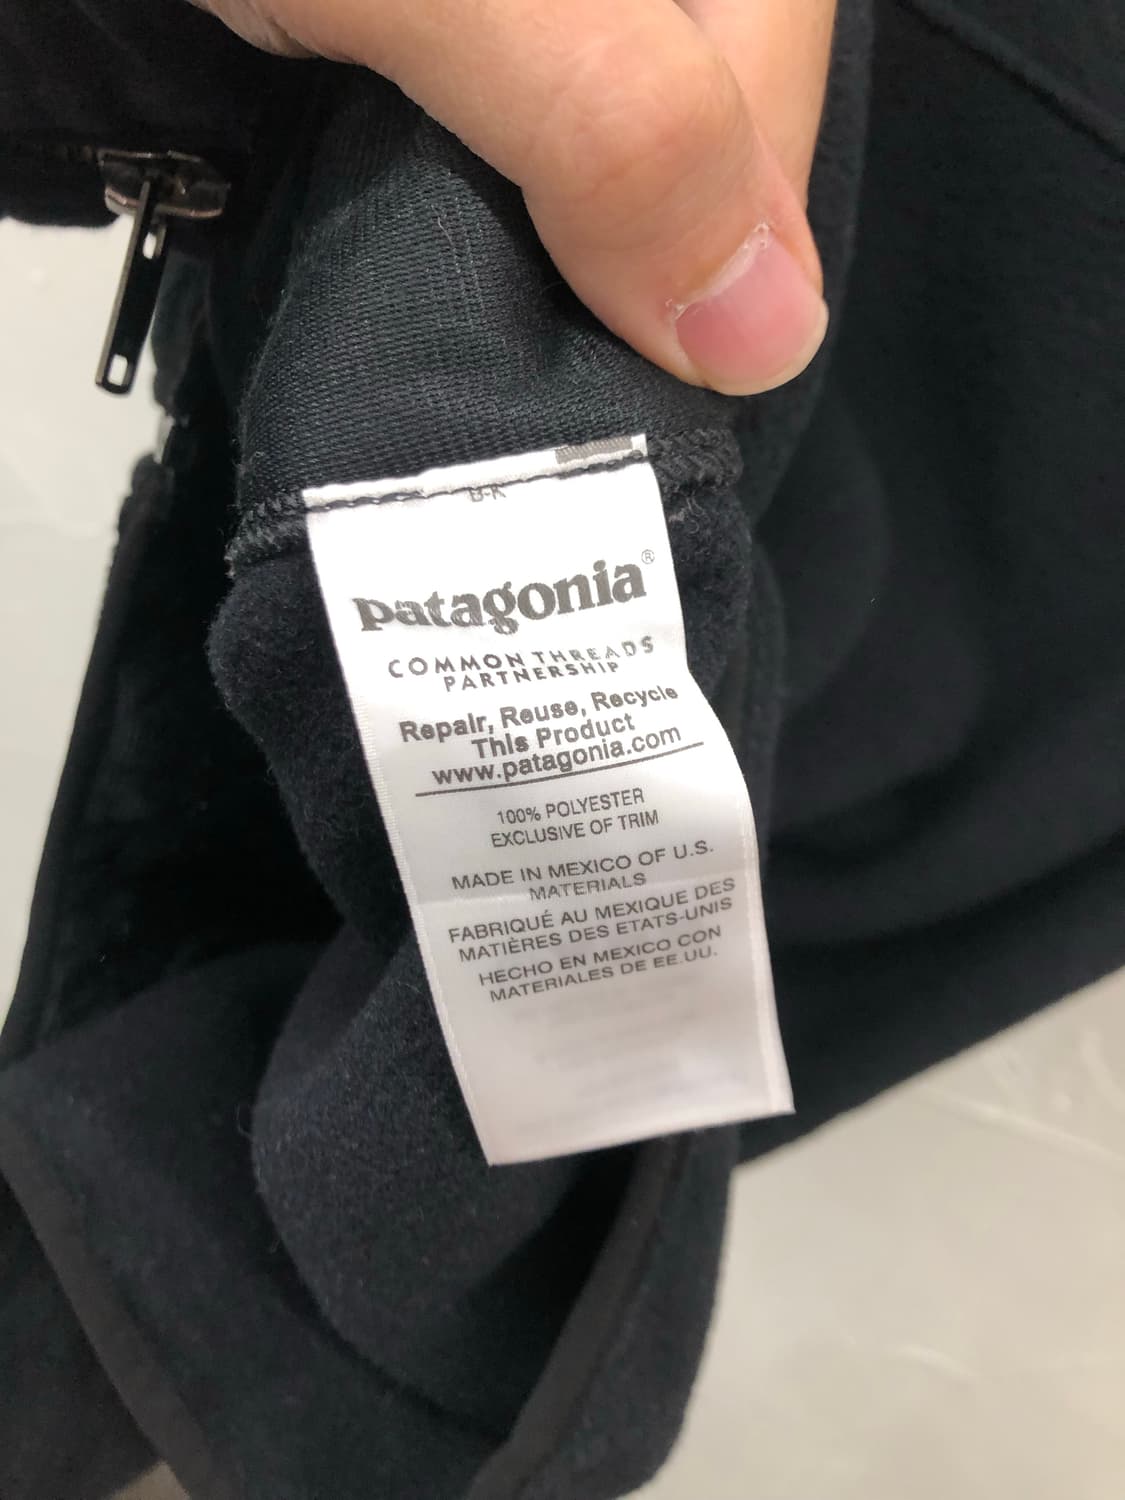 patagonia®
COMMON THREADS
PARTNERSHIP
Repair, Reuse, Recycle
This Product
www.patagonia.com
100% POLYESTER
EXCLUSIVE OF TRIM
MADE IN MEXICO OF U.S.
MATERIALS
FABRIQUÉ AU MEXIQUE DES
MATIÈRES DES ETATS-UNIS
HECHO EN MEXICO CON
MATERIALES DE EE.UU.